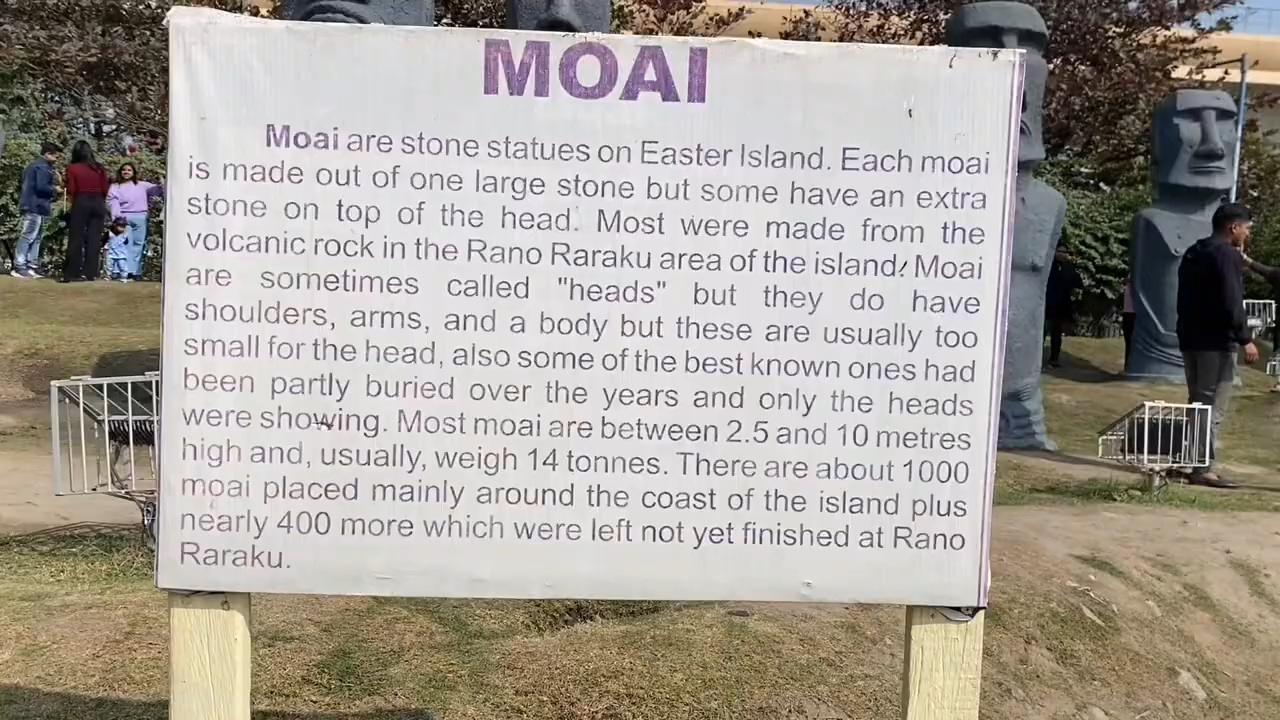 MOAI
Moai are stone statues on Easter Island. Each moai
is made out of one large stone but some have an extra
stone on top of the head. Most were made from the
volcanic rock in the Rano Raraku area of the island. Moai
are sometimes called "heads" but they do have
shoulders, arms, and a body but these are usually too
small for the head, also some of the best known ones had
been partly buried over the years and only the heads
were showing. Most moai are between 2.5 and 10 metres
high and, usually, weigh 14 tonnes. There are about 1000
moai placed mainly around the coast of the island plus
nearly 400 more which were left not yet finished at Rano
Raraku.